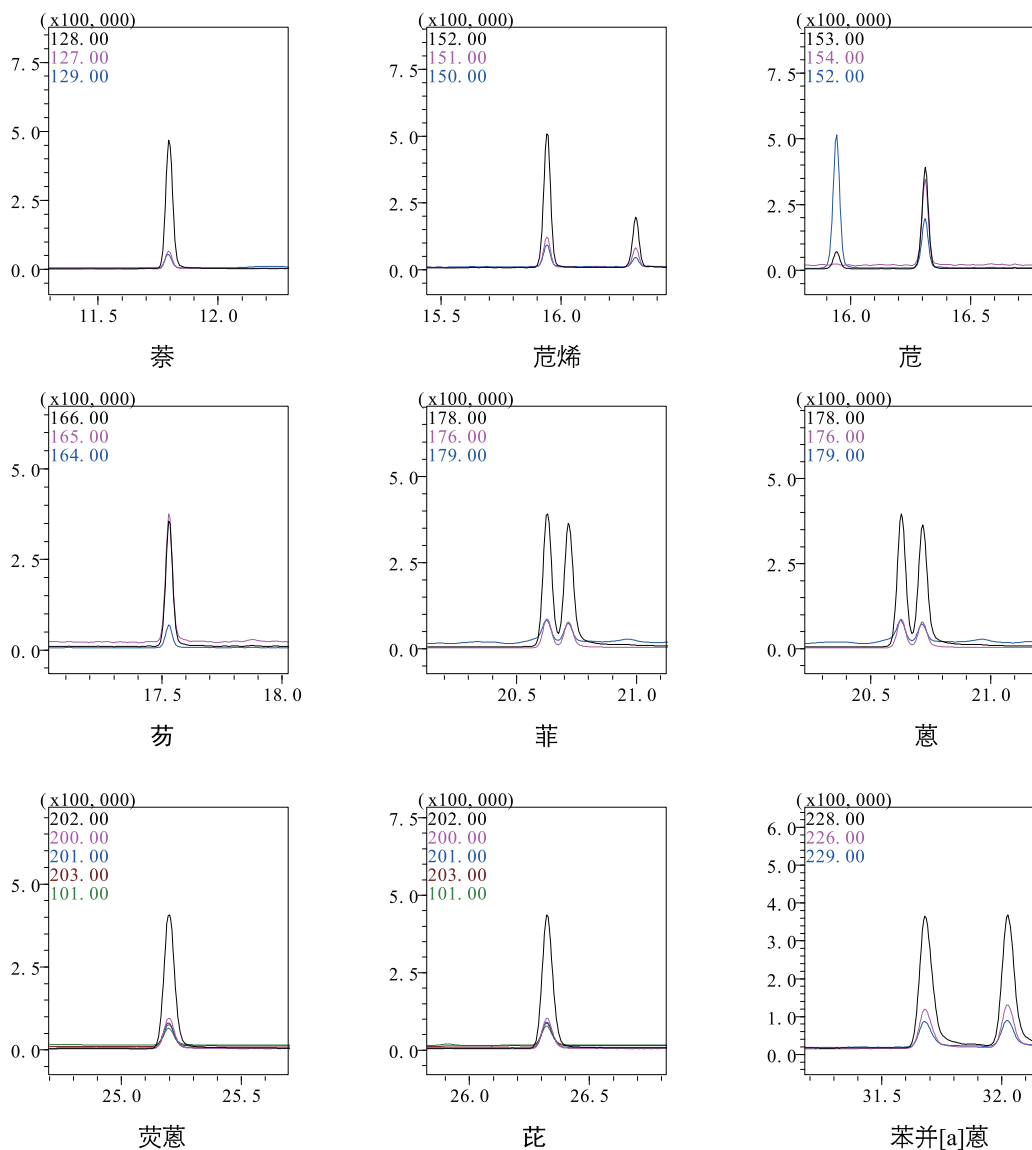 (x100, 000)
128. 00
127. 00
129. 00
7. 5
5. 0
2. 5
0. 0
11. 5 12. 0
萘
(x100, 000)
152. 00
151. 00
150. 00
7. 5
5. 0
2. 5
0. 0
15. 5 16. 0
苊烯
(x100, 000)
153. 00
154. 00
152. 00
7. 5
5. 0
2. 5
0. 0
16. 0 16. 5
苊
(x100, 000)
166. 00
165. 00
164. 00
5. 0
2. 5
0. 0
17. 5 18. 0
芴
(x100, 000)
178. 00
176. 00
179. 00
5. 0
2. 5
0. 0
20. 5 21. 0
菲
(x100, 000)
178. 00
176. 00
179. 00
5. 0
2. 5
0. 0
20. 5 21. 0
蒽
(x100, 000)
202. 00
200. 00
201. 00
203. 00
101. 00
5. 0
2. 5
0. 0
25. 0 25. 5
荧蒽
(x100, 000)
202. 00
200. 00
201. 00
203. 00
101. 00
7. 5
5. 0
2. 5
0. 0
26. 0 26. 5
芘
(x100, 000)
228. 00
226. 00
229. 00
6. 0
5. 0
4. 0
3. 0
2. 0
1. 0
0. 0
31. 5 32. 0
苯并[a]蒽